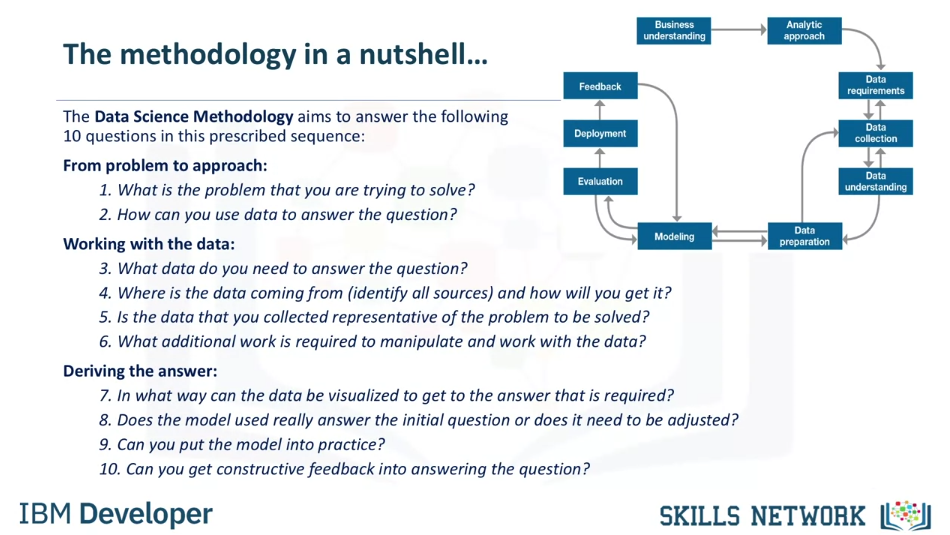 The methodology in a nutshell…
The Data Science Methodology aims to answer the following
10 questions in this prescribed sequence:
From problem to approach:
1. What is the problem that you are trying to solve?
2. How can you use data to answer the question?
Working with the data:
3. What data do you need to answer the question?
4. Where is the data coming from (identify all sources) and how will you get it?
5. Is the data that you collected representative of the problem to be solved?
6. What additional work is required to manipulate and work with the data?
Deriving the answer:
7. In what way can the data be visualized to get to the answer that is required?
8. Does the model used really answer the initial question or does it need to be adjusted?
9. Can you put the model into practice?
10. Can you get constructive feedback into answering the question?
Business
understanding
Analytic
approach
Data
requirements
Data
collection
Data
understanding
Data
preparation
Modeling
Evaluation
Deployment
Feedback
IBM Developer
SKILLS NETWORK